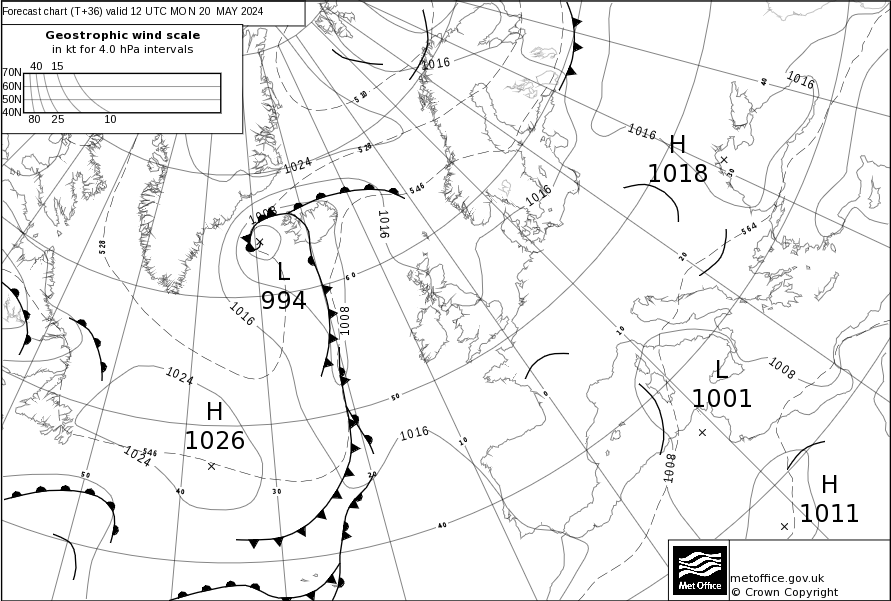 Forecast chart (T+36) valid 12 UTC MON 20 MAY 2024
Geostrophic wind scale
in kt for 4.0 hPa intervals
40 15
70N
60N
50N
40N
80 25 10
1016
510
528
1024
546
1008
1016
1016
1016
40
1016
H
1018
30
564
20
528
L
994
60
1016
1008
10
1024
H
1026
50
0
L
1001
1008
1016
10
546
1024
50
40
30
20
40
1008
H
1011
Met Office
metoffice.gov.uk
© Crown Copyright